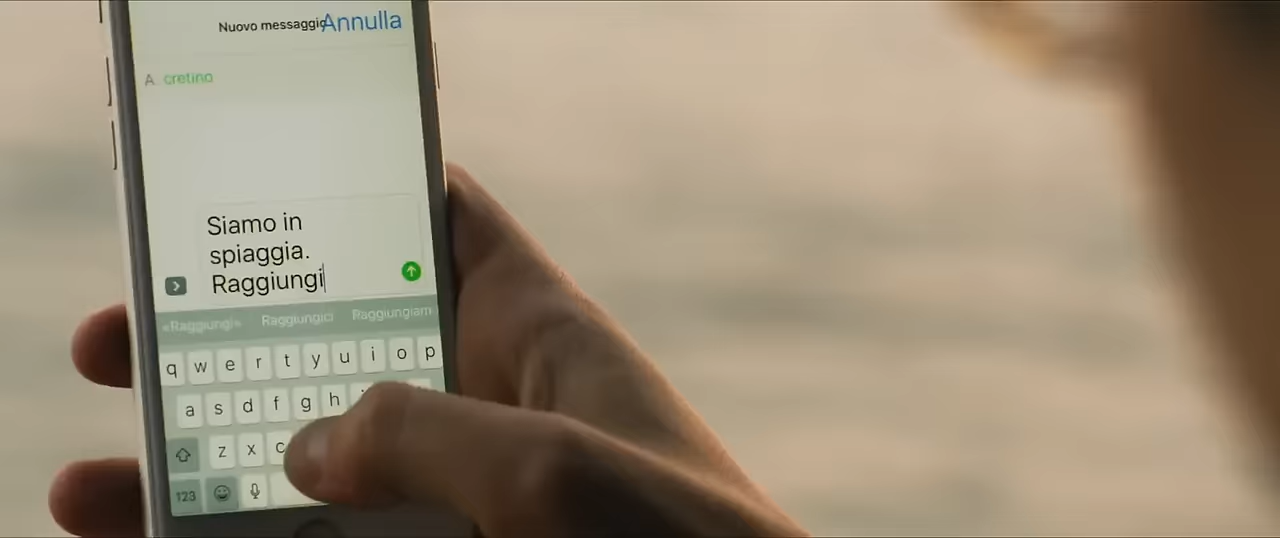 Nuovo messaggio Annulla
A cretino
Siamo in
spiaggia.
Raggiungi
«Raggiungi» Raggiungici Raggiungiam
q w e r t y u i o p
a s d f g h
z x c
123